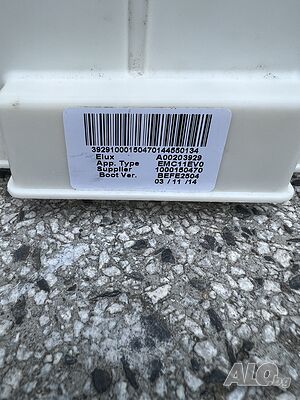 39291000150470144550134
Elux A00203929
App. Type EMC11EV0
Supplier 1000150470
Boot Ver. BEFE2504
03 / 11 / 14
ALO.bg